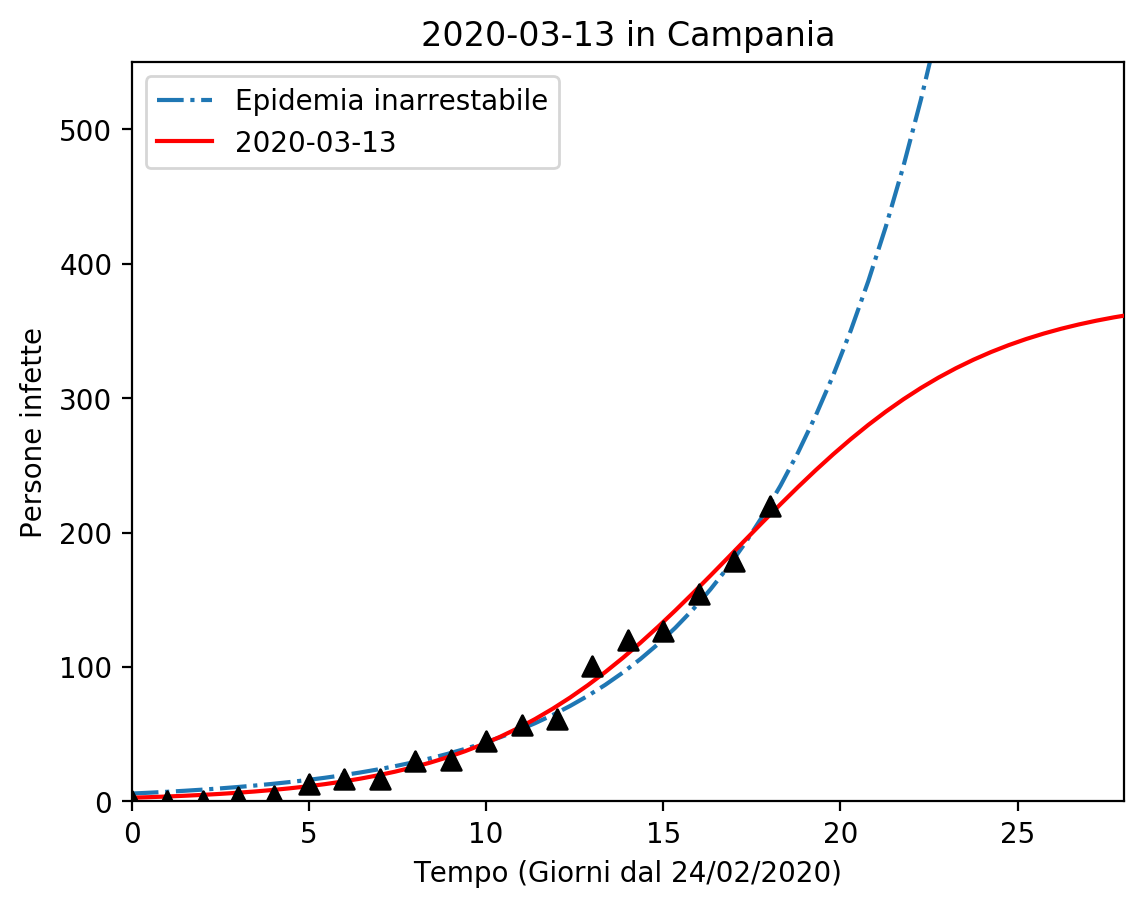 2020-03-13 in Campania
Epidemia inarrestabile
2020-03-13
500
400
300
200
100
0
Persone infette
0 5 10 15 20 25
Tempo (Giorni dal 24/02/2020)